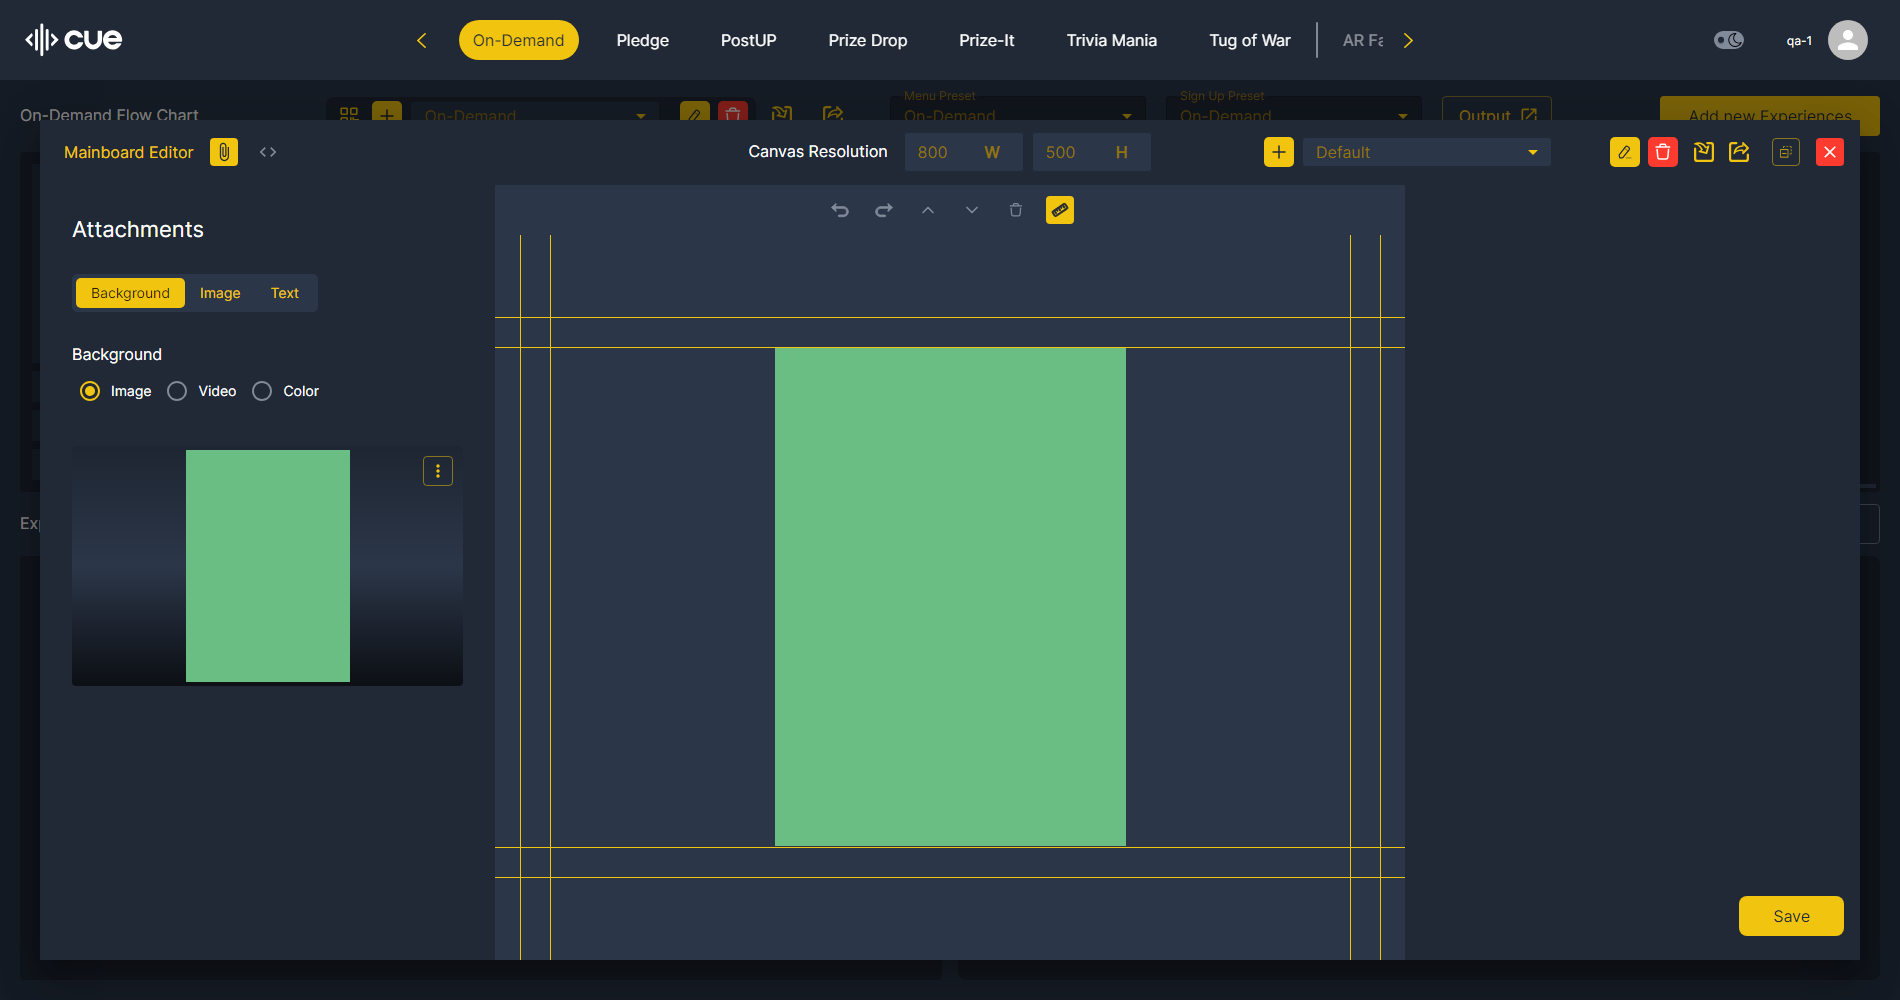 cue
On-Demand
Pledge
PostUP
Prize Drop
Prize-It
Trivia Mania
Tug of War
AR Fa
qa-1
On-Demand Flow Chart
On-Demand
Menu Preset
On-Demand
Sign Up Preset
On-Demand
Output
Add new Experiences
Mainboard Editor
Canvas Resolution
800 W
500 H
Default
Attachments
Background
Image
Text
Background
Image
Video
Color
Exp
Save